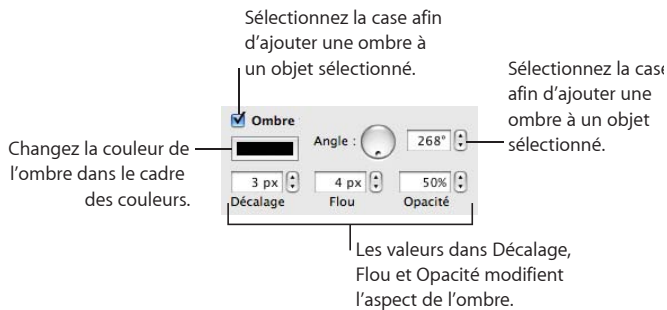 Sélectionnez la case afin
d'ajouter une ombre à
un objet sélectionné.
Sélectionnez la case
afin d'ajouter une
ombre à un objet
sélectionné.
Changez la couleur de
l'ombre dans le cadre
des couleurs.
Ombre
Angle : 268°
3 px 4 px 50%
Décalage Flou Opacité
Les valeurs dans Décalage,
Flou et Opacité modifient
l'aspect de l'ombre.